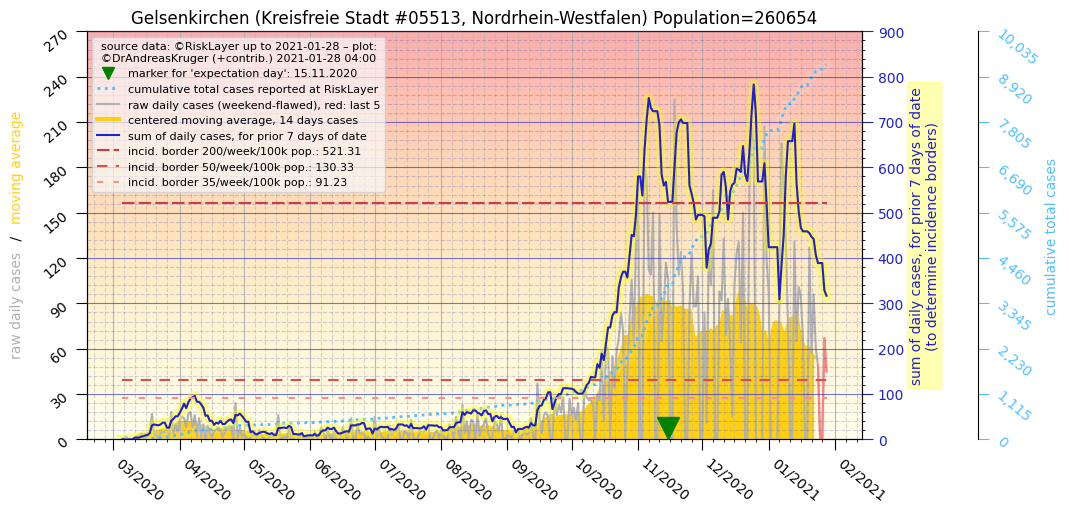 Gelsenkirchen (Kreisfreie Stadt #05513, Nordrhein-Westfalen) Population=260654
source data: ©RiskLayer up to 2021-01-28 – plot:
©DrAndreasKruger (+contrib.) 2021-01-28 04:00
marker for 'expectation day': 15.11.2020
cumulative total cases reported at RiskLayer
raw daily cases (weekend-flawed), red: last 5
centered moving average, 14 days cases
sum of daily cases, for prior 7 days of date
incid. border 200/week/100k pop.: 521.31
incid. border 50/week/100k pop.: 130.33
incid. border 35/week/100k pop.: 91.23
raw daily cases / moving average
270
240
210
180
150
120
90
60
30
0
03/2020
04/2020
05/2020
06/2020
07/2020
08/2020
09/2020
10/2020
11/2020
12/2020
01/2021
02/2021
900
800
700
600
500
400
300
200
100
0
sum of daily cases, for prior 7 days of date
(to determine incidence borders)
10,035
8,920
7,805
6,690
5,575
4,460
3,345
2,230
1,115
0
cumulative total cases